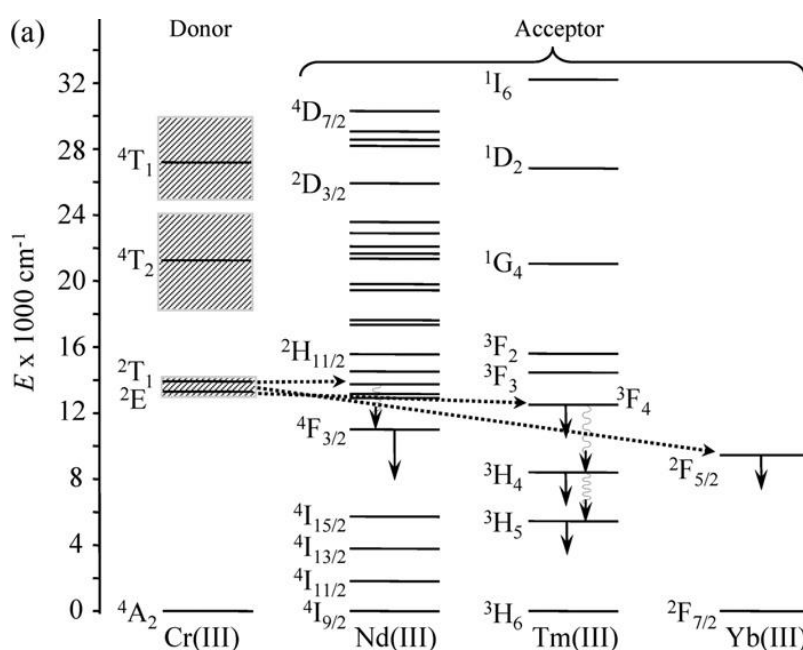 (a)
Donor
Acceptor
E x 1000 cm⁻¹
32
28
24
20
16
12
8
4
0
⁴T₁
⁴T₂
²T₁
²E
⁴A₂
Cr(III)
⁴D₇/₂
²D₃/₂
²H₁₁/₂
⁴F₃/₂
⁴I₁₅/₂
⁴I₁₃/₂
⁴I₁₁/₂
⁴I₉/₂
Nd(III)
¹I₆
¹D₂
¹G₄
³F₂
³F₃
³F₄
³H₄
³H₅
³H₆
Tm(III)
²F₅/₂
²F₇/₂
Yb(III)